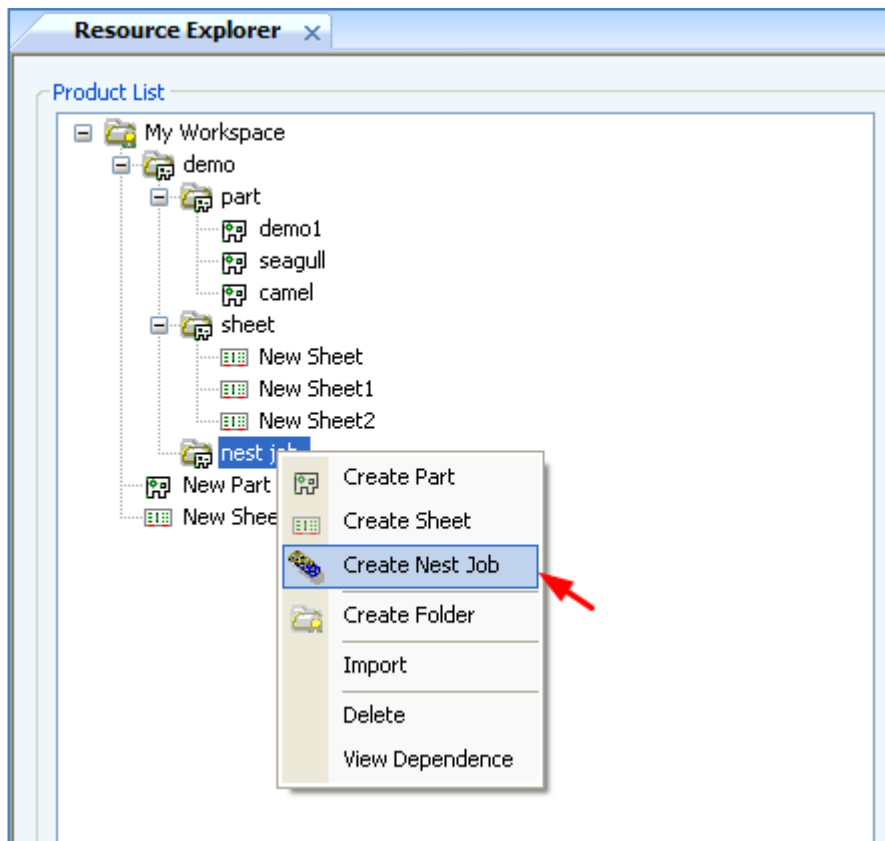 Resource Explorer
Product List
My Workspace
demo
part
demo1
seagull
camel
sheet
New Sheet
New Sheet1
New Sheet2
nest
New Part
New
Create Part
Create Sheet
Create Nest Job
Create Folder
Import
Delete
View Dependence